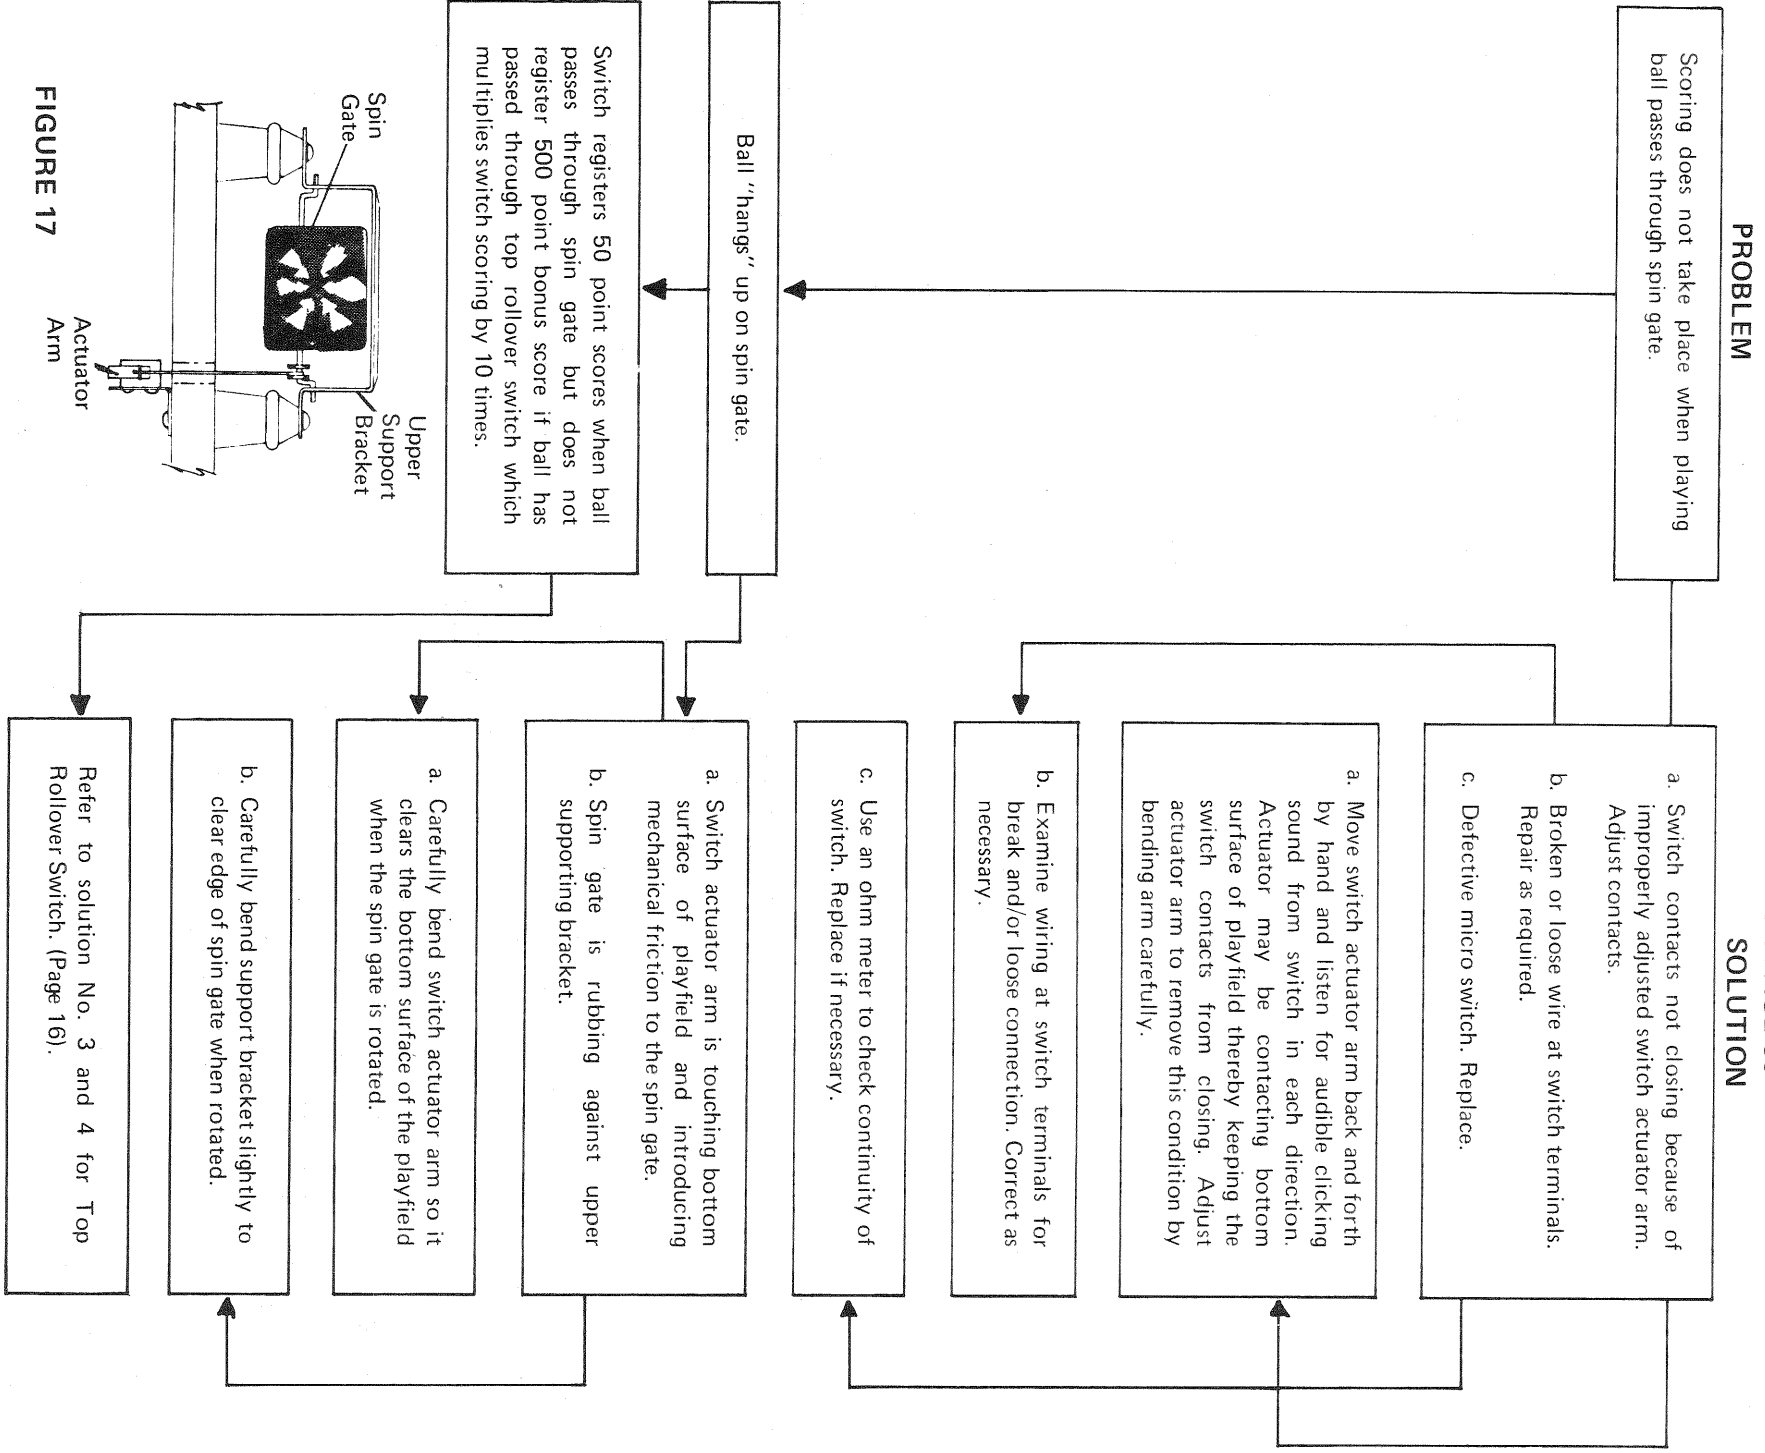 PROBLEM
Scoring does not take place when playing
ball passes through spin gate.
Ball "hangs" up on spin gate.
Switch registers 50 point scores when ball
passes through spin gate but does not
register 500 point bonus score if ball has
passed through top rollover switch which
multiplies switch scoring by 10 times.
Spin
Gate
Upper
Support
Bracket
Actuator
Arm
FIGURE 17
SOLUTION
a. Switch contacts not closing because of
improperly adjusted switch actuator arm.
Adjust contacts.
b. Broken or loose wire at switch terminals.
Repair as required.
c. Defective micro switch. Replace.
a. Move switch actuator arm back and forth
by hand and listen for audible clicking
sound from switch in each direction.
Actuator may be contacting bottom
surface of playfield thereby keeping the
switch contacts from closing. Adjust
actuator arm to remove this condition by
bending arm carefully.
b. Examine wiring at switch terminals for
break and/or loose connection. Correct as
necessary.
c. Use an ohm meter to check continuity of
switch. Replace if necessary.
a. Switch actuator arm is touching bottom
surface of playfield and introducing
mechanical friction to the spin gate.
b. Spin gate is rubbing against upper
supporting bracket.
a. Carefully bend switch actuator arm so it
clears the bottom surface of the playfield
when the spin gate is rotated.
b. Carefully bend support bracket slightly to
clear edge of spin gate when rotated.
Refer to solution No. 3 and 4 for Top
Rollover Switch. (Page 16).